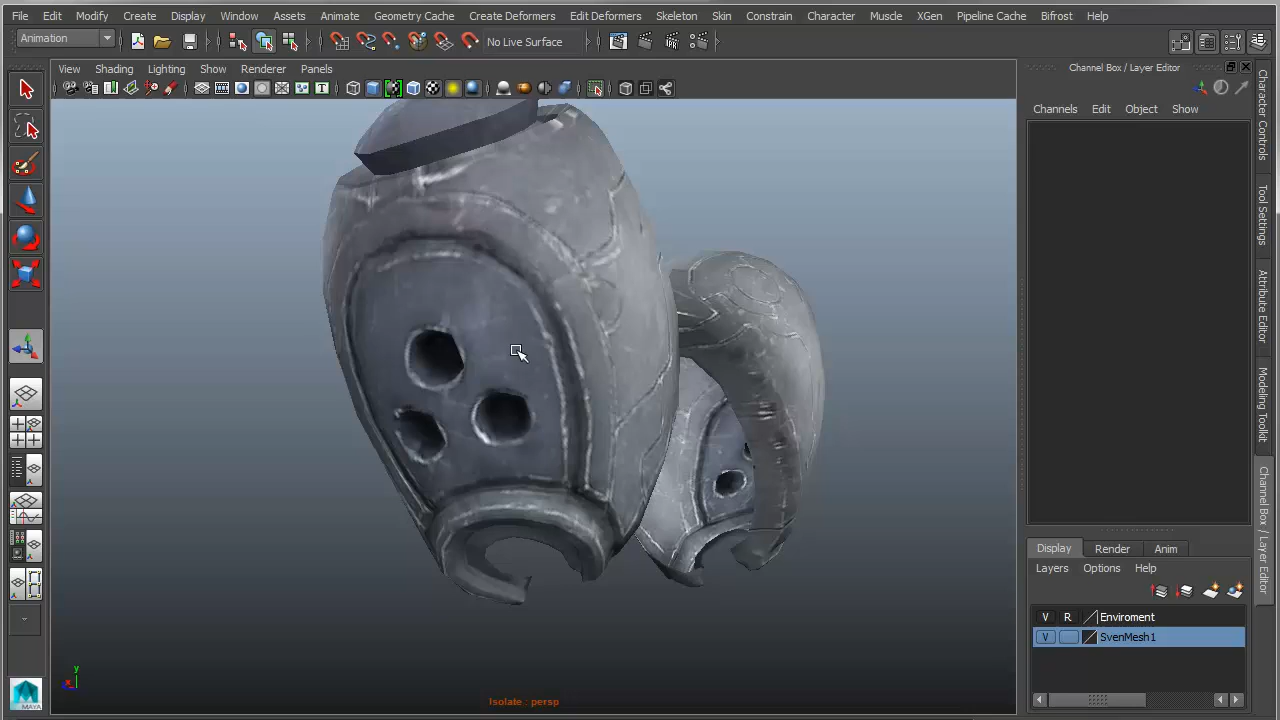 File Edit Modify Create Display Window Assets Animate Geometry Cache Create Deformers Edit Deformers Skeleton Skin Constrain Character Muscle XGen Pipeline Cache Bifrost Help
Animation
No Live Surface
View Shading Lighting Show Renderer Panels
Channel Box / Layer Editor
Channels Edit Object Show
Character Controls
Tool Settings
Attribute Editor
Modeling Toolkit
Channel Box / Layer Editor
Display Render Anim
Layers Options Help
V R Enviroment
V SvenMesh1
y
x
Isolate : persp
MAYA